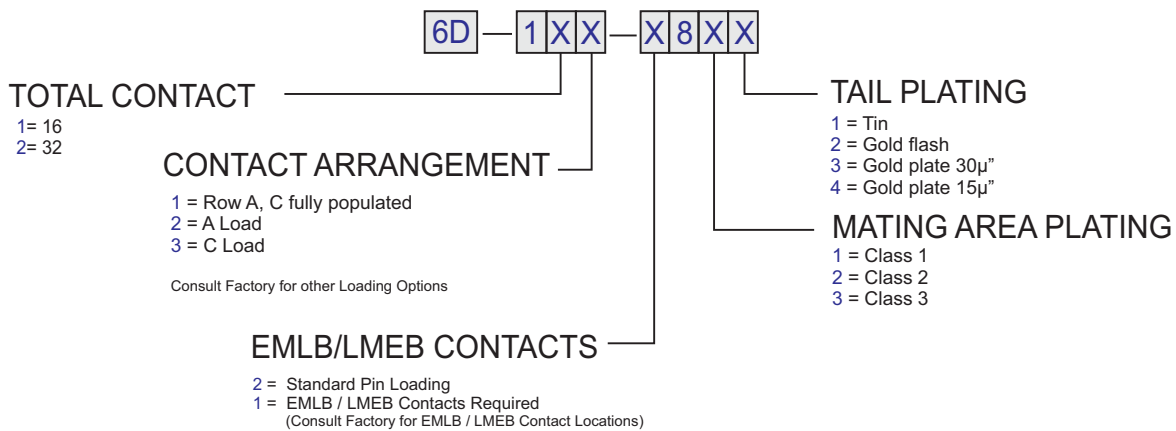 6D 1 X X X 8 X X
TOTAL CONTACT
1= 16
2= 32
CONTACT ARRANGEMENT
1 = Row A, C fully populated
2 = A Load
3 = C Load
Consult Factory for other Loading Options
EMLB/LMEB CONTACTS
2 = Standard Pin Loading
1 = EMLB / LMEB Contacts Required
(Consult Factory for EMLB / LMEB Contact Locations)
TAIL PLATING
1 = Tin
2 = Gold flash
3 = Gold plate 30µ”
4 = Gold plate 15µ”
MATING AREA PLATING
1 = Class 1
2 = Class 2
3 = Class 3